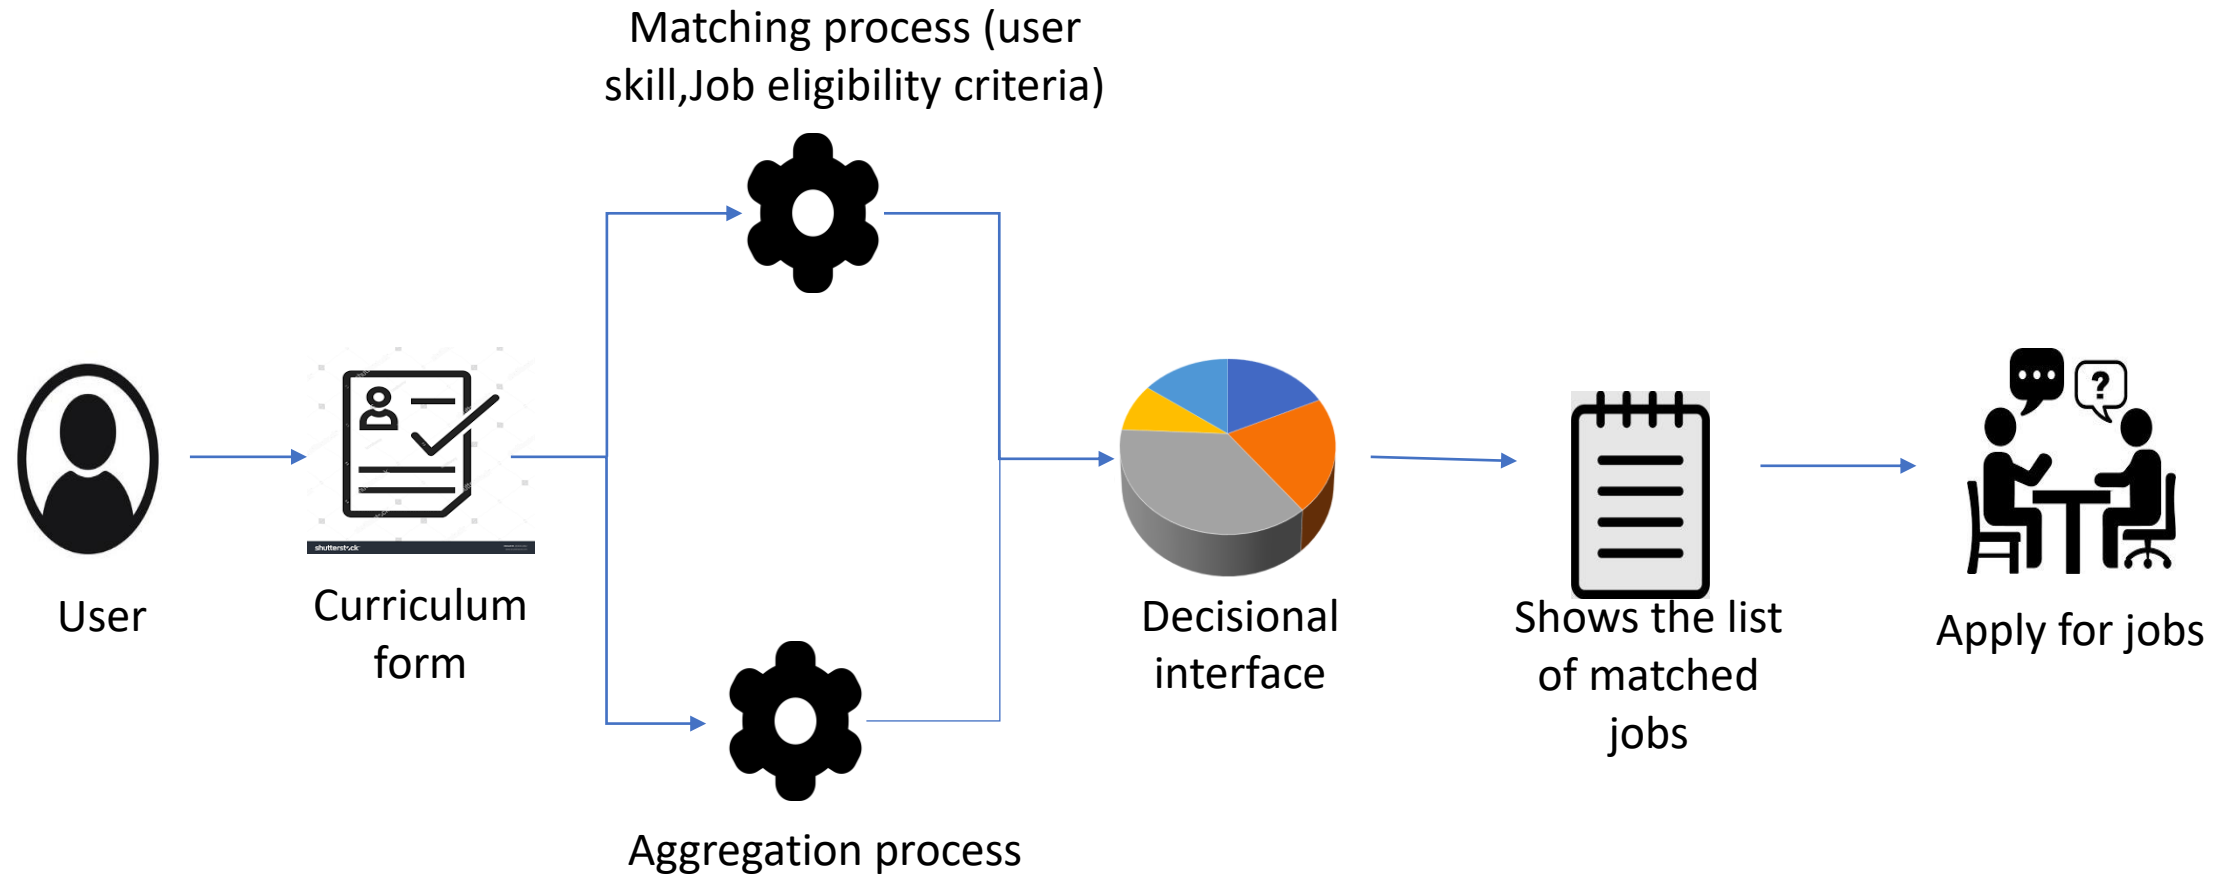 Matching process (user
skill,Job eligibility criteria)
?
shutterstock
User
Curriculum
form
Decisional
interface
Shows the list
of matched
jobs
Apply for jobs
Aggregation process